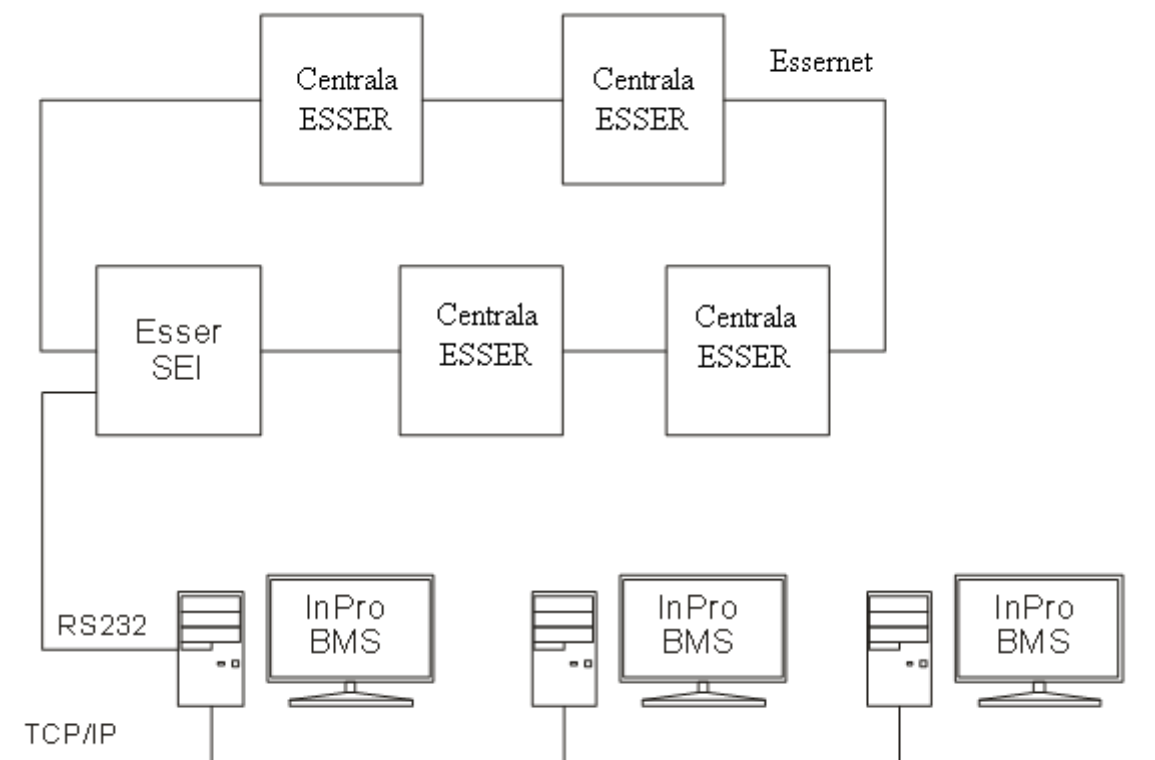 Essernet
Centrala
ESSER
Centrala
ESSER
Esser
SEI
Centrala
ESSER
Centrala
ESSER
RS232
InPro
BMS
InPro
BMS
InPro
BMS
TCP/IP